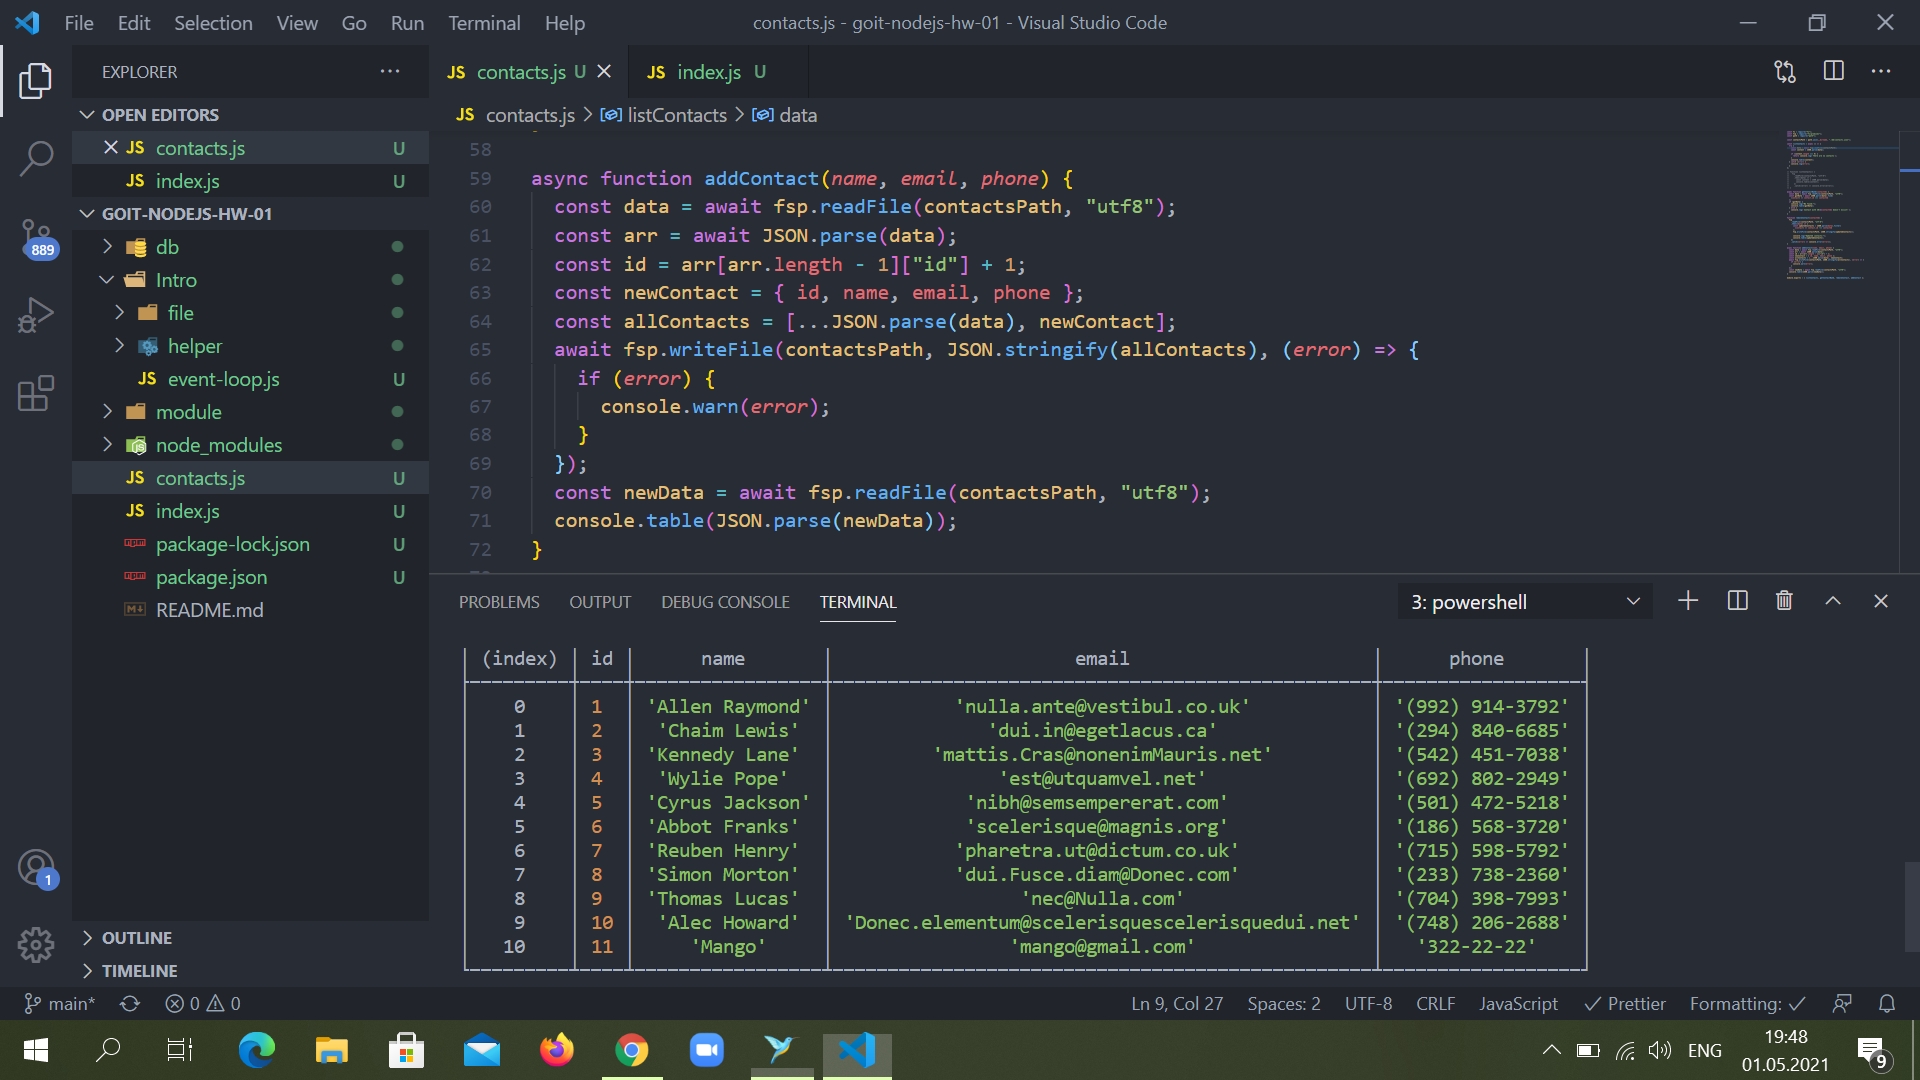 File Edit Selection View Go Run Terminal Help
contacts.js - goit-nodejs-hw-01 - Visual Studio Code
EXPLORER
OPEN EDITORS
JS contacts.js U
JS index.js U
GOIT-NODEJS-HW-01
db
Intro
file
helper
JS event-loop.js U
module
node_modules
JS contacts.js U
JS index.js U
package-lock.json U
package.json U
README.md
OUTLINE
TIMELINE
889
1
JS contacts.js U
JS index.js U
JS contacts.js > listContacts > data
58
59 async function addContact(name, email, phone) {
60 const data = await fsp.readFile(contactsPath, "utf8");
61 const arr = await JSON.parse(data);
62 const id = arr[arr.length - 1]["id"] + 1;
63 const newContact = { id, name, email, phone };
64 const allContacts = [...JSON.parse(data), newContact];
65 await fsp.writeFile(contactsPath, JSON.stringify(allContacts), (error) => {
66 if (error) {
67 console.warn(error);
68 }
69 });
70 const newData = await fsp.readFile(contactsPath, "utf8");
71 console.table(JSON.parse(newData));
72 }
PROBLEMS OUTPUT DEBUG CONSOLE TERMINAL
3: powershell
(index) id name email phone
0 1 'Allen Raymond' 'nulla.ante@vestibul.co.uk' '(992) 914-3792'
1 2 'Chaim Lewis' 'dui.in@egetlacus.ca' '(294) 840-6685'
2 3 'Kennedy Lane' 'mattis.Cras@nonenimMauris.net' '(542) 451-7038'
3 4 'Wylie Pope' 'est@utquamvel.net' '(692) 802-2949'
4 5 'Cyrus Jackson' 'nibh@semsempererat.com' '(501) 472-5218'
5 6 'Abbot Franks' 'scelerisque@magnis.org' '(186) 568-3720'
6 7 'Reuben Henry' 'pharetra.ut@dictum.co.uk' '(715) 598-5792'
7 8 'Simon Morton' 'dui.Fusce.diam@Donec.com' '(233) 738-2360'
8 9 'Thomas Lucas' 'nec@Nulla.com' '(704) 398-7993'
9 10 'Alec Howard' 'Donec.elementum@scelerisquescelerisquedui.net' '(748) 206-2688'
10 11 'Mango' 'mango@gmail.com' '322-22-22'
main* 0 0
Ln 9, Col 27 Spaces: 2 UTF-8 CRLF JavaScript Prettier Formatting:
ENG
19:48
01.05.2021
9